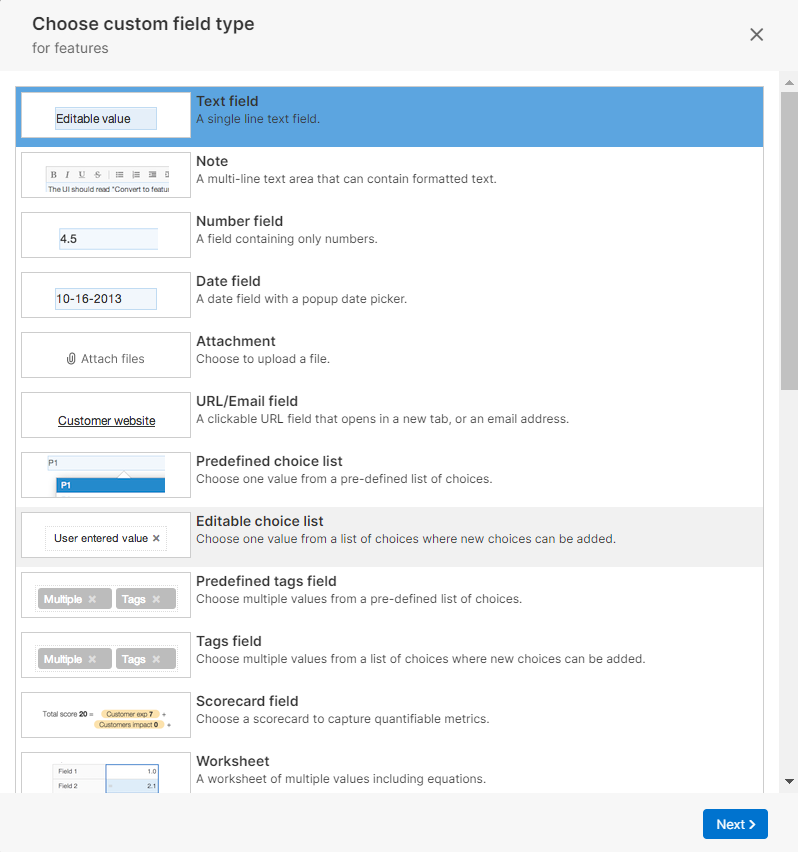 Choose custom field type
for features
Editable value
Text field
A single line text field.
B I U S
The UI should read "Convert to featur
Note
A multi-line text area that can contain formatted text.
4.5
Number field
A field containing only numbers.
10-16-2013
Date field
A date field with a popup date picker.
Attach files
Attachment
Choose to upload a file.
Customer website
URL/Email field
A clickable URL field that opens in a new tab, or an email address.
P1
P1
Predefined choice list
Choose one value from a pre-defined list of choices.
User entered value ×
Editable choice list
Choose one value from a list of choices where new choices can be added.
Multiple × Tags ×
Predefined tags field
Choose multiple values from a pre-defined list of choices.
Multiple × Tags ×
Tags field
Choose multiple values from a list of choices where new choices can be added.
Total score 20 = Customer exp 7 +
Customers impact 0 +
Scorecard field
Choose a scorecard to capture quantifiable metrics.
Field 1 1.0
Field 2 2.1
Worksheet
A worksheet of multiple values including equations.
Next >